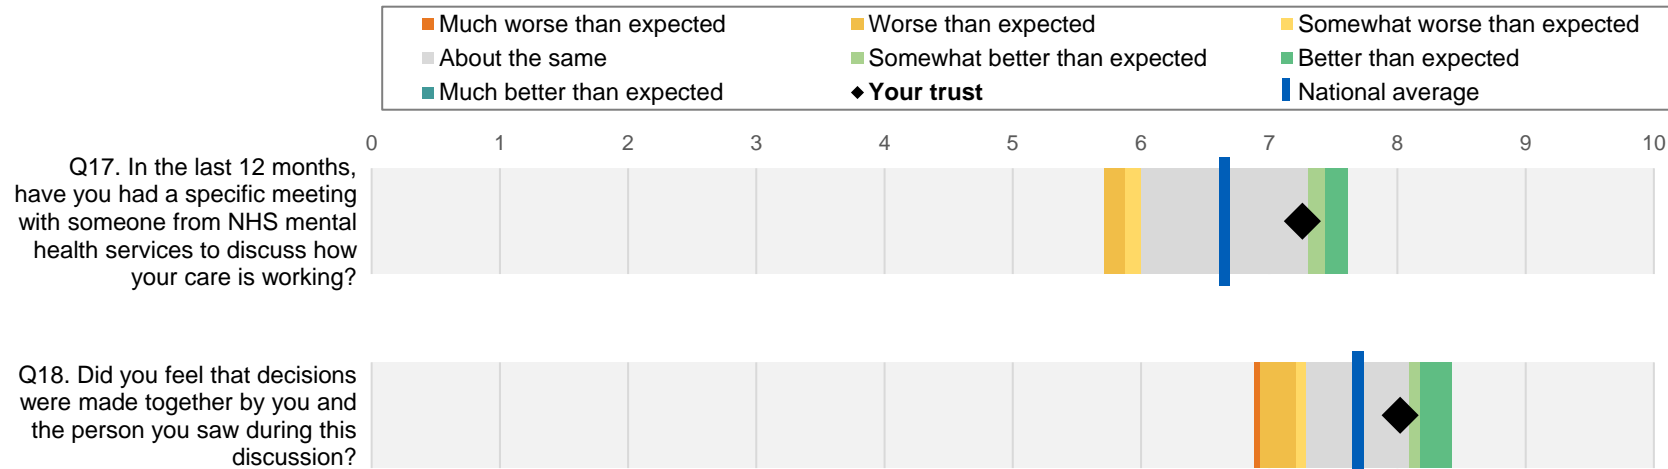 Much worse than expected
Worse than expected
Somewhat worse than expected
About the same
Somewhat better than expected
Better than expected
Much better than expected
Your trust
National average
0 1 2 3 4 5 6 7 8 9 10
Q17. In the last 12 months,
have you had a specific meeting
with someone from NHS mental
health services to discuss how
your care is working?
Q18. Did you feel that decisions
were made together by you and
the person you saw during this
discussion?